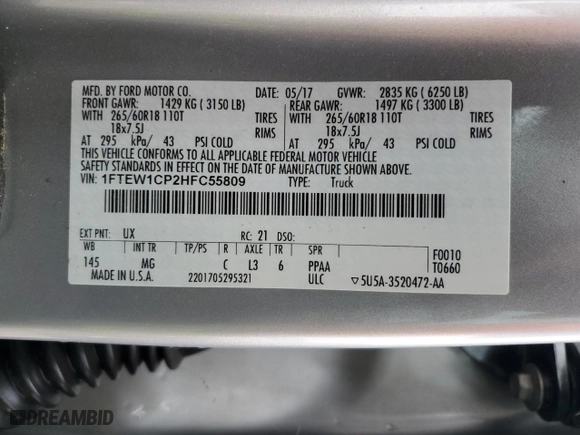 MFD. BY FORD MOTOR CO. DATE: 05/17 GVWR: 2835 KG ( 6250 LB)
FRONT GAWR: 1429 KG ( 3150 LB) REAR GAWR: 1497 KG ( 3300 LB)
WITH 265/60R18 110T TIRES WITH 265/60R18 110T TIRES
18x7.5J RIMS 18x7.5J RIMS
AT 295 kPa/ 43 PSI COLD AT 295 kPa/ 43 PSI COLD
THIS VEHICLE CONFORMS TO ALL APPLICABLE FEDERAL MOTOR VEHICLE
SAFETY STANDARDS IN EFFECT ON THE DATE OF MANUFACTURE SHOWN ABOVE.
VIN: 1FTEW1CP2HFC55809 TYPE: Truck
EXT PNT: UX RC: 21 DSO:
WB INT TR TP/PS R AXLE TR SPR F0010
145 MG C L3 6 PPAA T0660
MADE IN U.S.A. 2201705295321 ULC ▽5U5A-3520472-AA
DREAMBID